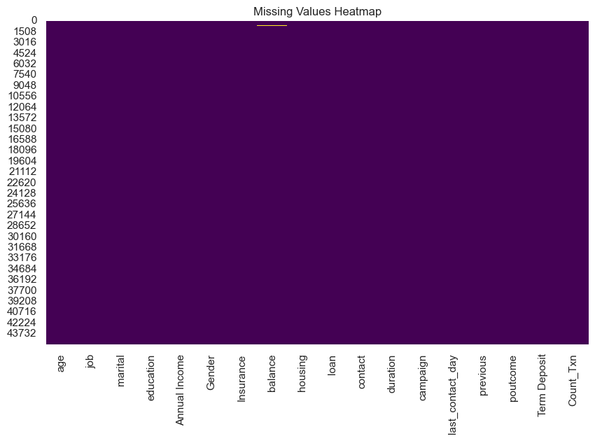 Missing Values Heatmap
0
1508
3016
4524
6032
7540
9048
10556
12064
13572
15080
16588
18096
19604
21112
22620
24128
25636
27144
28652
30160
31668
33176
34684
36192
37700
39208
40716
42224
43732
age
job
marital
education
Annual Income
Gender
Insurance
balance
housing
loan
contact
duration
campaign
last_contact_day
previous
poutcome
Term Deposit
Count_Txn